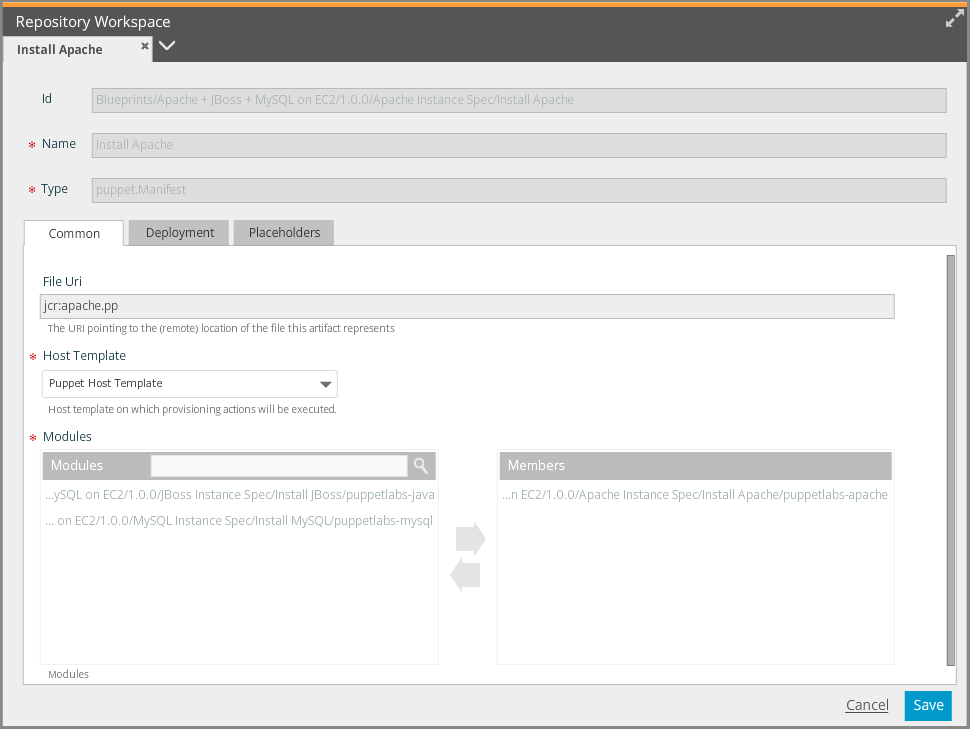 Repository Workspace
Install Apache
Id
Blueprints/Apache + JBoss + MySQL on EC2/1.0.0/Apache Instance Spec/Install Apache
* Name
Install Apache
* Type
puppet.Manifest
Common
Deployment
Placeholders
File Uri
jcr:apache.pp
The URI pointing to the (remote) location of the file this artifact represents
* Host Template
Puppet Host Template
Host template on which provisioning actions will be executed.
* Modules
Modules
Members
...ySQL on EC2/1.0.0/JBoss Instance Spec/Install JBoss/puppetlabs-java
...n EC2/1.0.0/Apache Instance Spec/Install Apache/puppetlabs-apache
... on EC2/1.0.0/MySQL Instance Spec/Install MySQL/puppetlabs-mysql
Modules
Cancel
Save